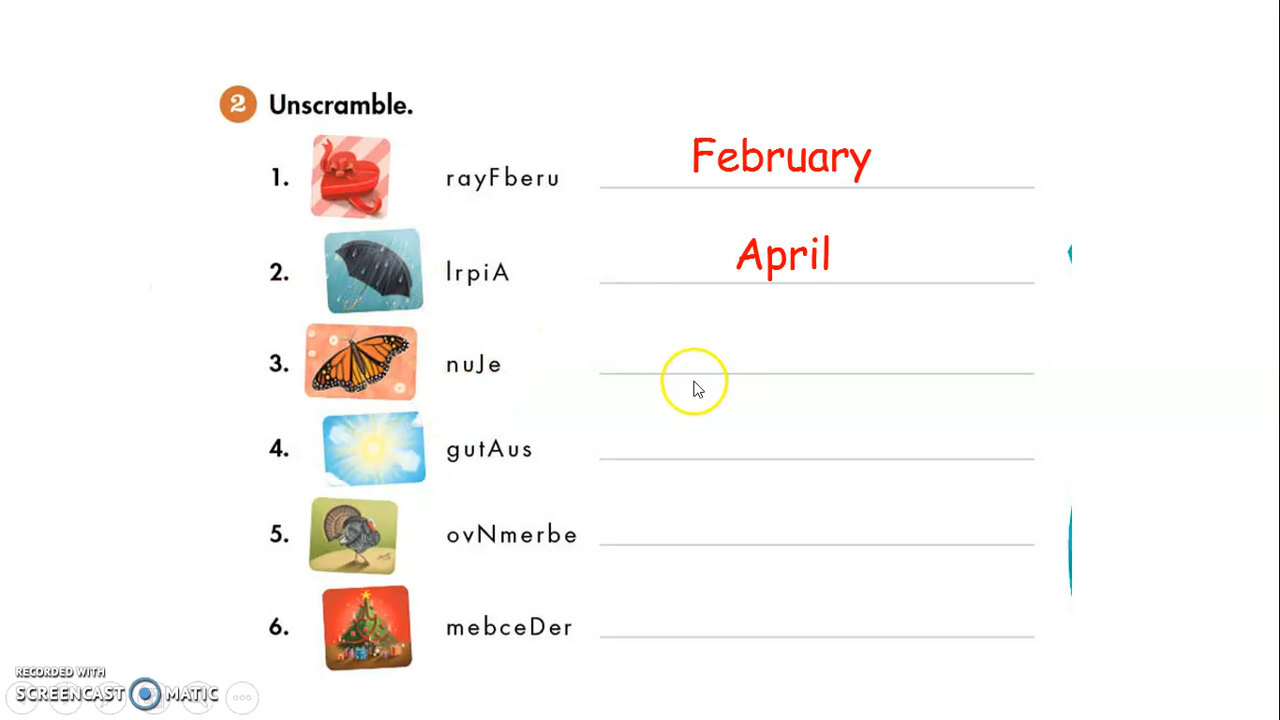 2 Unscramble.
1. rayFberu February
2. lrpiA April
3. nuJe
4. gutAus
5. ovNmerbe
6. mebceDer
RECORDED WITH
SCREENCAST MATIC